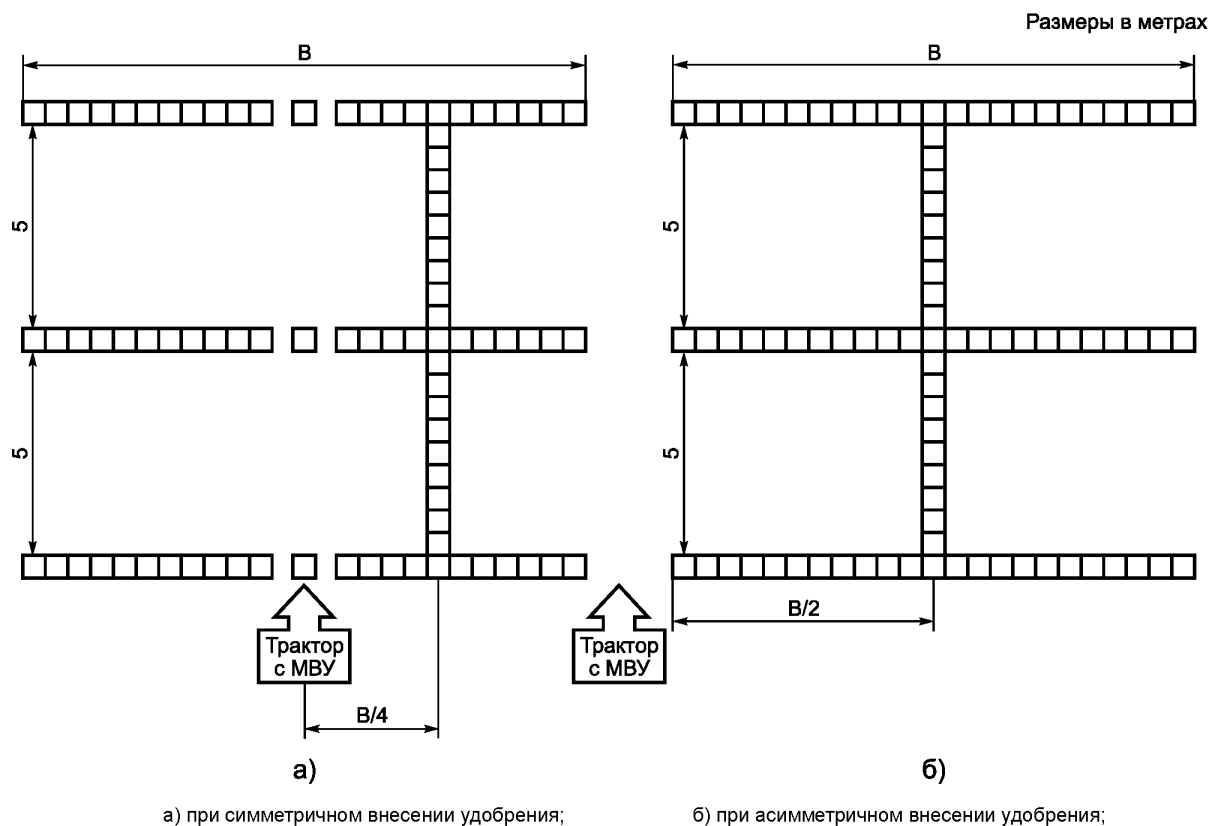 Размеры в метрах
B
B
5
5
5
5
B/2
Трактор
с МВУ
Трактор
с МВУ
B/4
а)
б)
а) при симметричном внесении удобрения;
б) при асимметричном внесении удобрения;